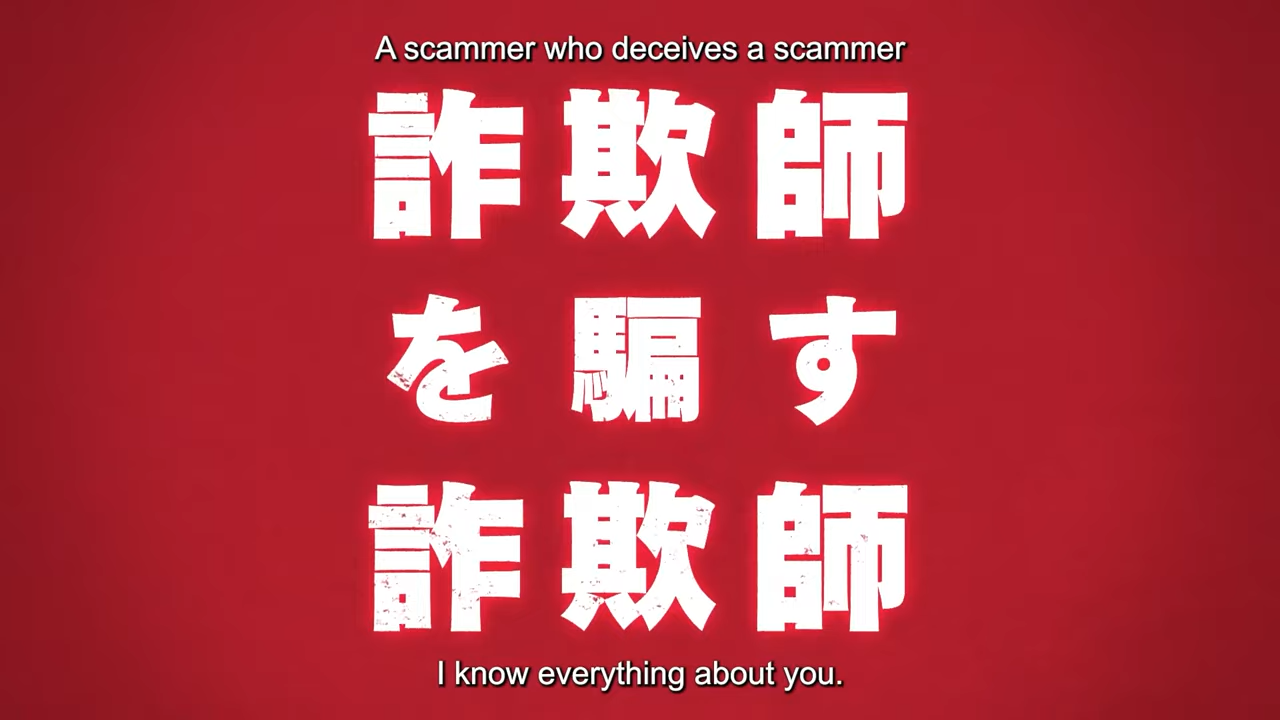 A scammer who deceives a scammer
詐欺師
を騙す
詐欺師
I know everything about you.